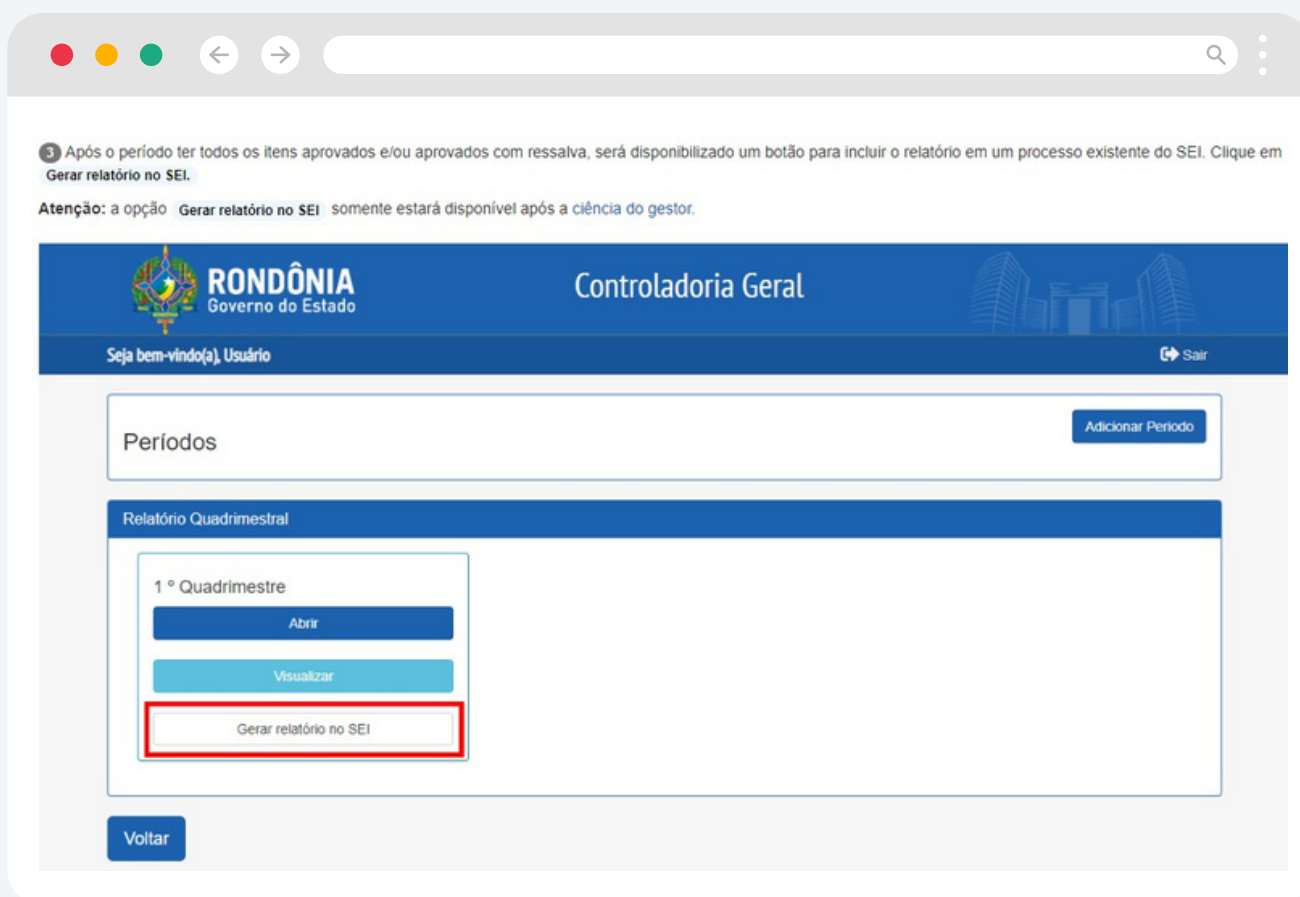 3 Após o período ter todos os itens aprovados e/ou aprovados com ressalva, será disponibilizado um botão para incluir o relatório em um processo existente do SEI. Clique em
Gerar relatório no SEI.
Atenção: a opção Gerar relatório no SEI somente estará disponível após a ciência do gestor.
RONDÔNIA
Governo do Estado
Controladoria Geral
Seja bem-vindo(a), Usuário
Sair
Períodos
Adicionar Periodo
Relatório Quadrimestral
1 º Quadrimestre
Abrir
Visualizar
Gerar relatório no SEI
Voltar